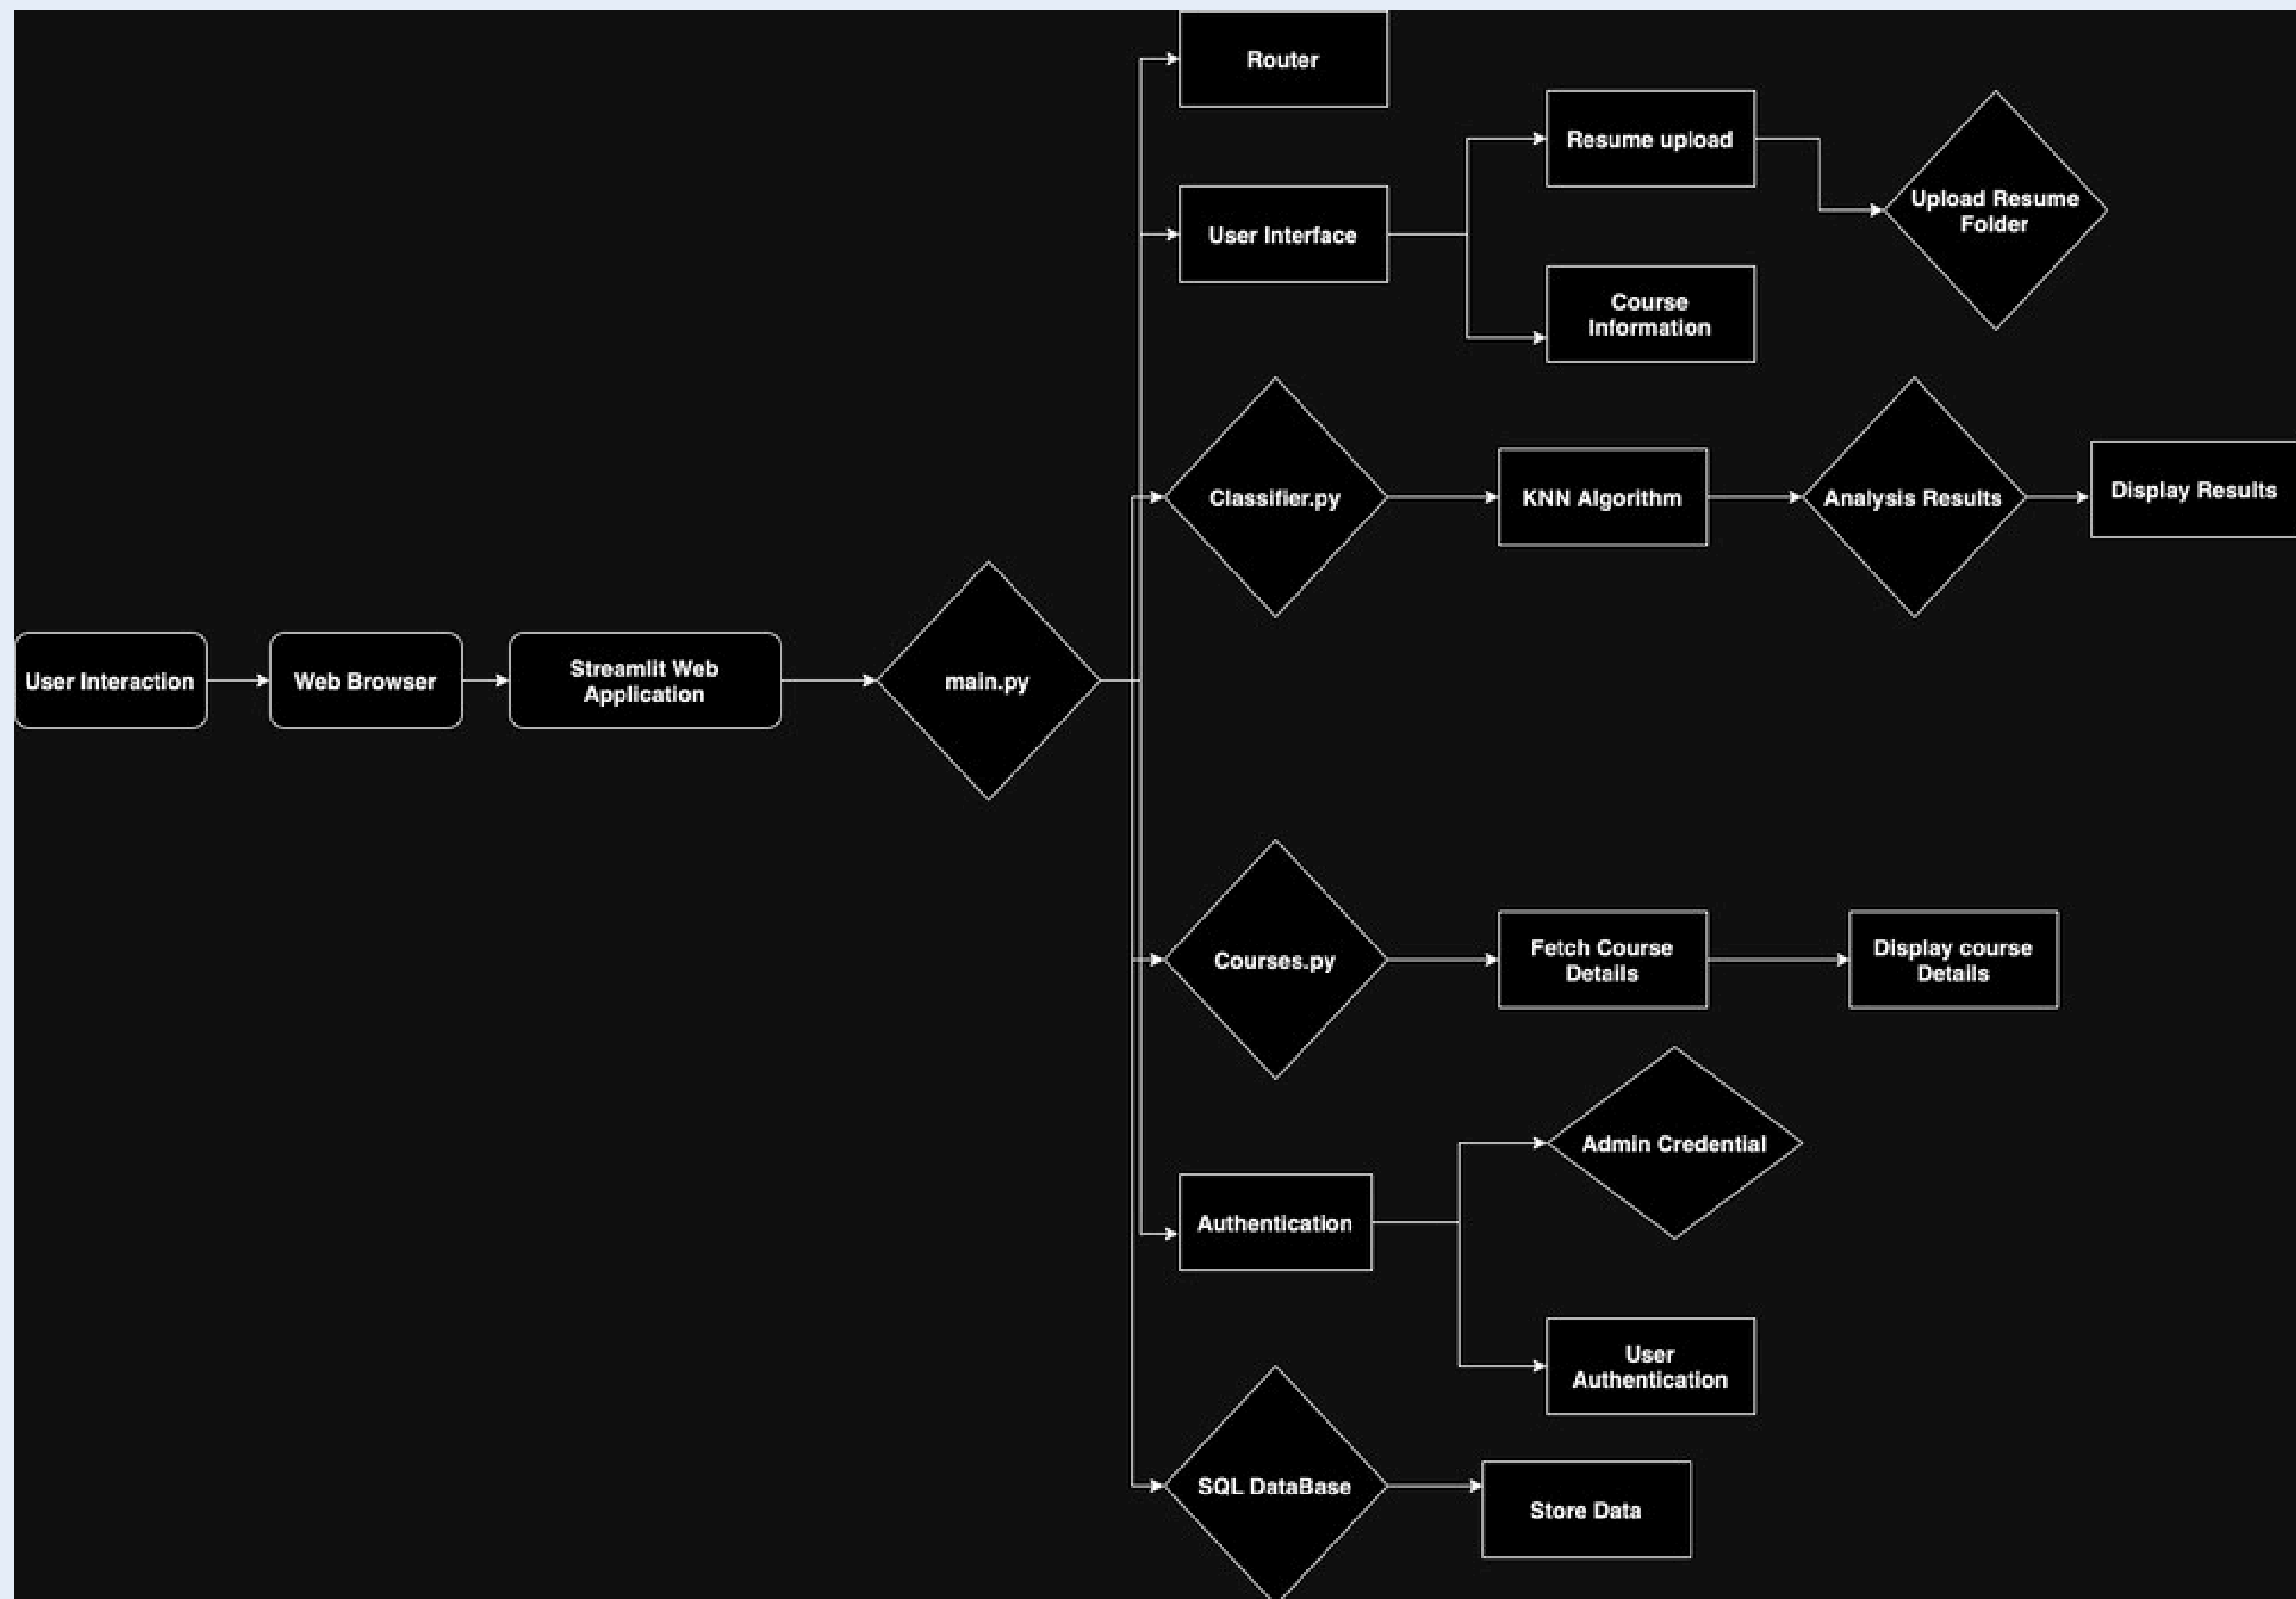 Router
Resume upload
Upload Resume
Folder
User Interface
Course
Information
Classifier.py
KNN Algorithm
Analysis Results
Display Results
User Interaction
Web Browser
Streamlit Web
Application
main.py
Courses.py
Fetch Course
Details
Display course
Details
Admin Credential
Authentication
User
Authentication
SQL DataBase
Store Data